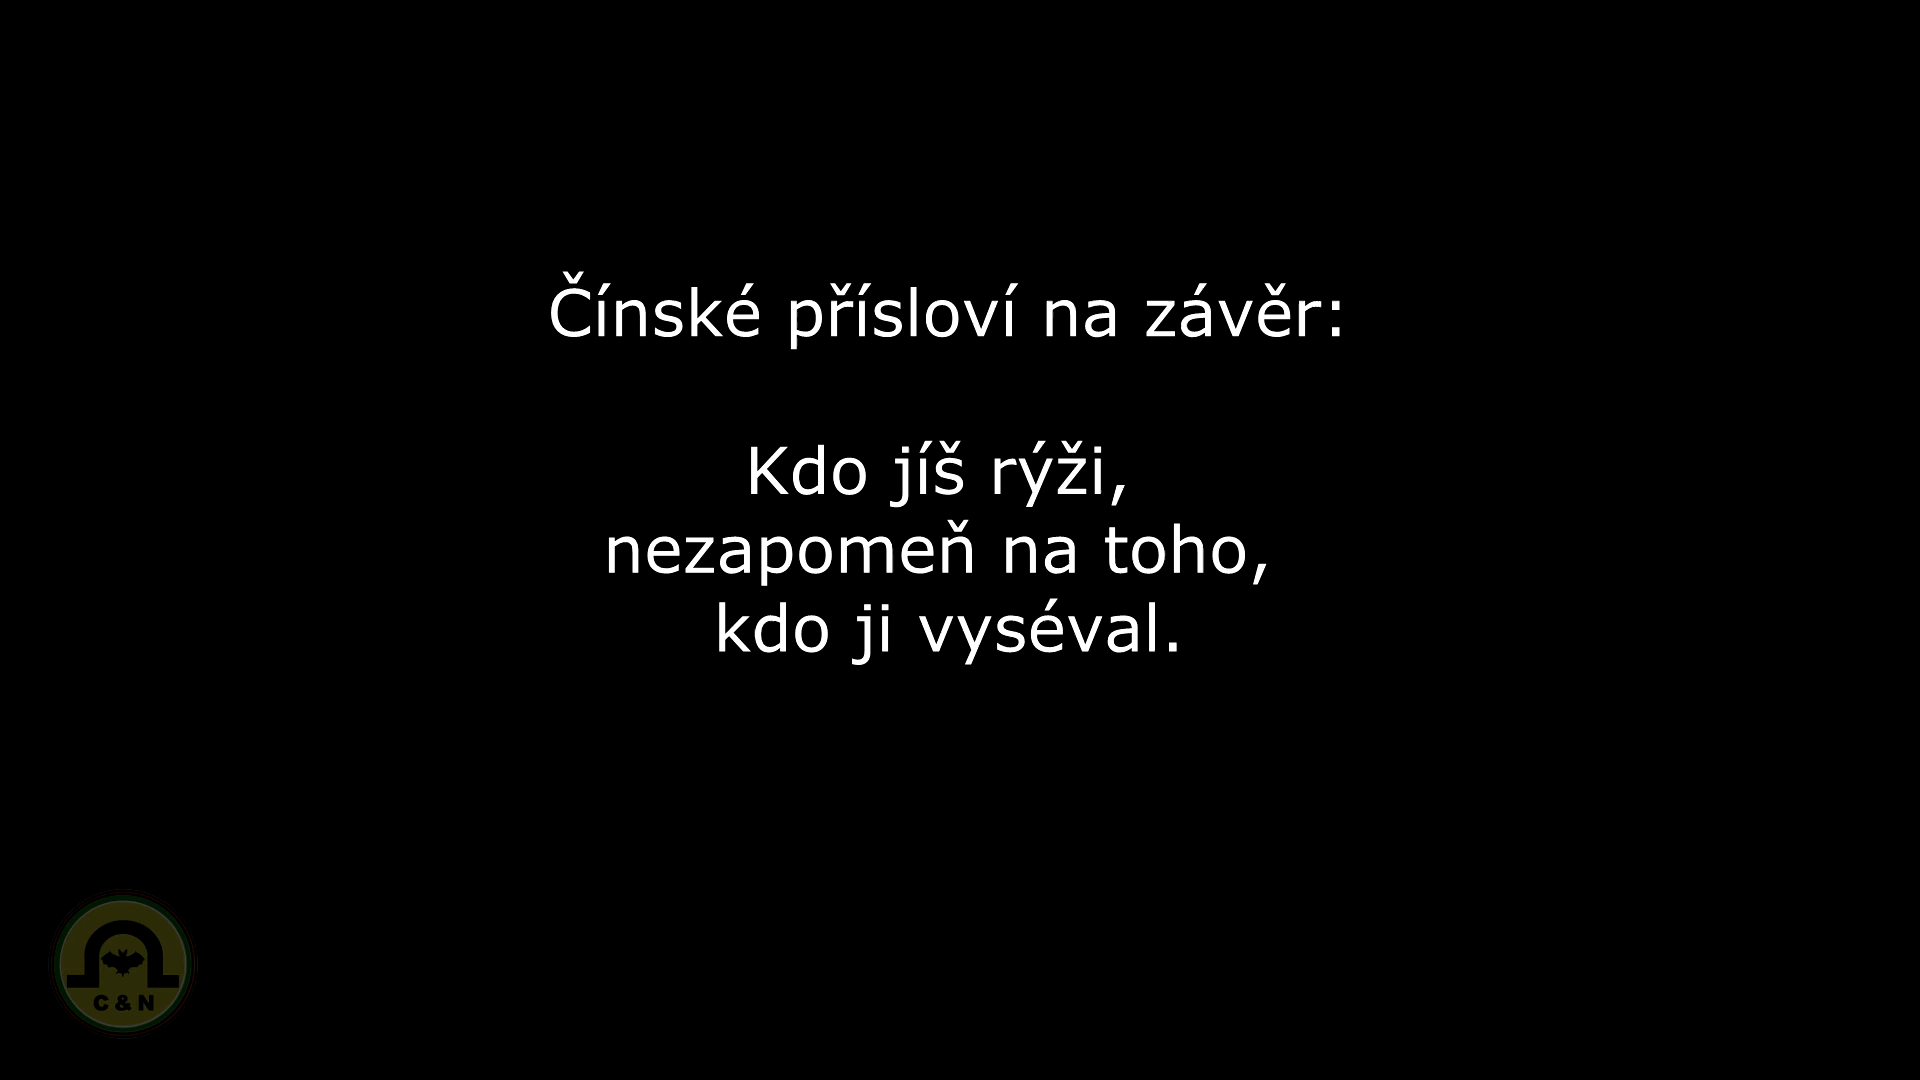 Čínské přísloví na závěr:
Kdo jíš rýži,
nezapomeň na toho,
kdo ji vyséval.
C & N